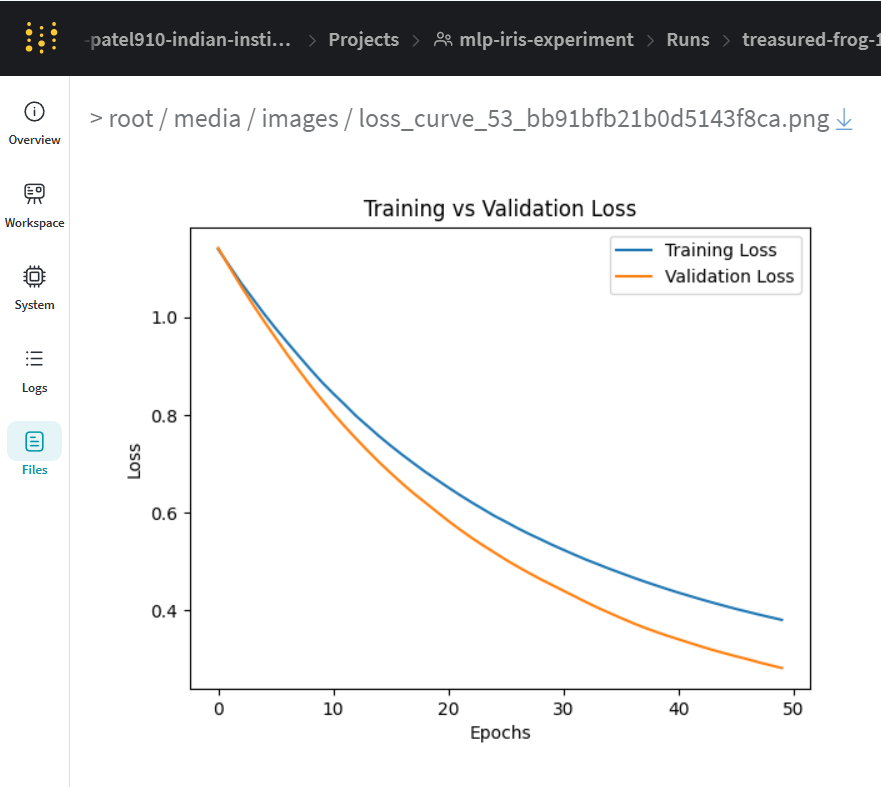 -patel910-indian-insti... > Projects > mlp-iris-experiment > Runs > treasured-frog-1
Overview
Workspace
System
Logs
Files
> root / media / images / loss_curve_53_bb91bfb21b0d5143f8ca.png
Training vs Validation Loss
Training Loss
Validation Loss
1.0
0.8
0.6
0.4
Loss
0 10 20 30 40 50
Epochs